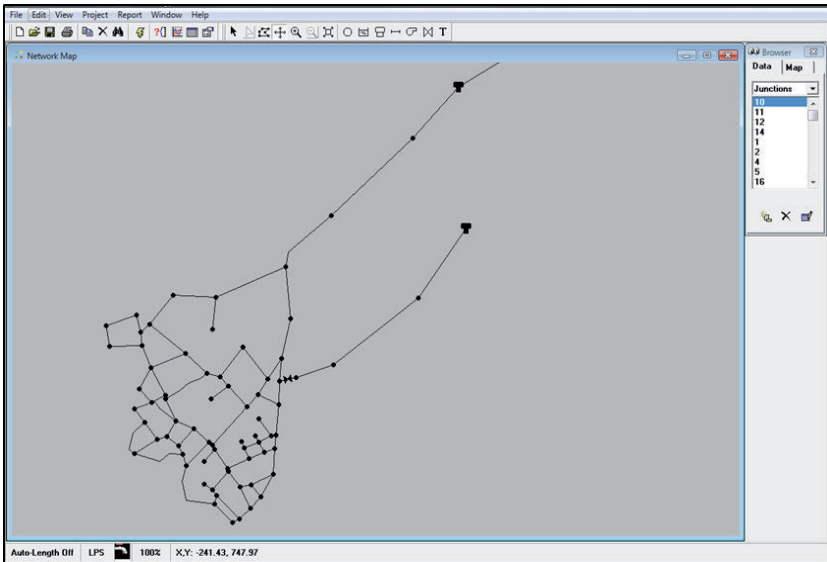 File Edit View Project Report Window Help
T
Network Map
Browser
Data Map
Junctions
10
11
12
14
1
2
4
5
16
Auto-Length Off LPS 100% X,Y: -241.43, 747.97